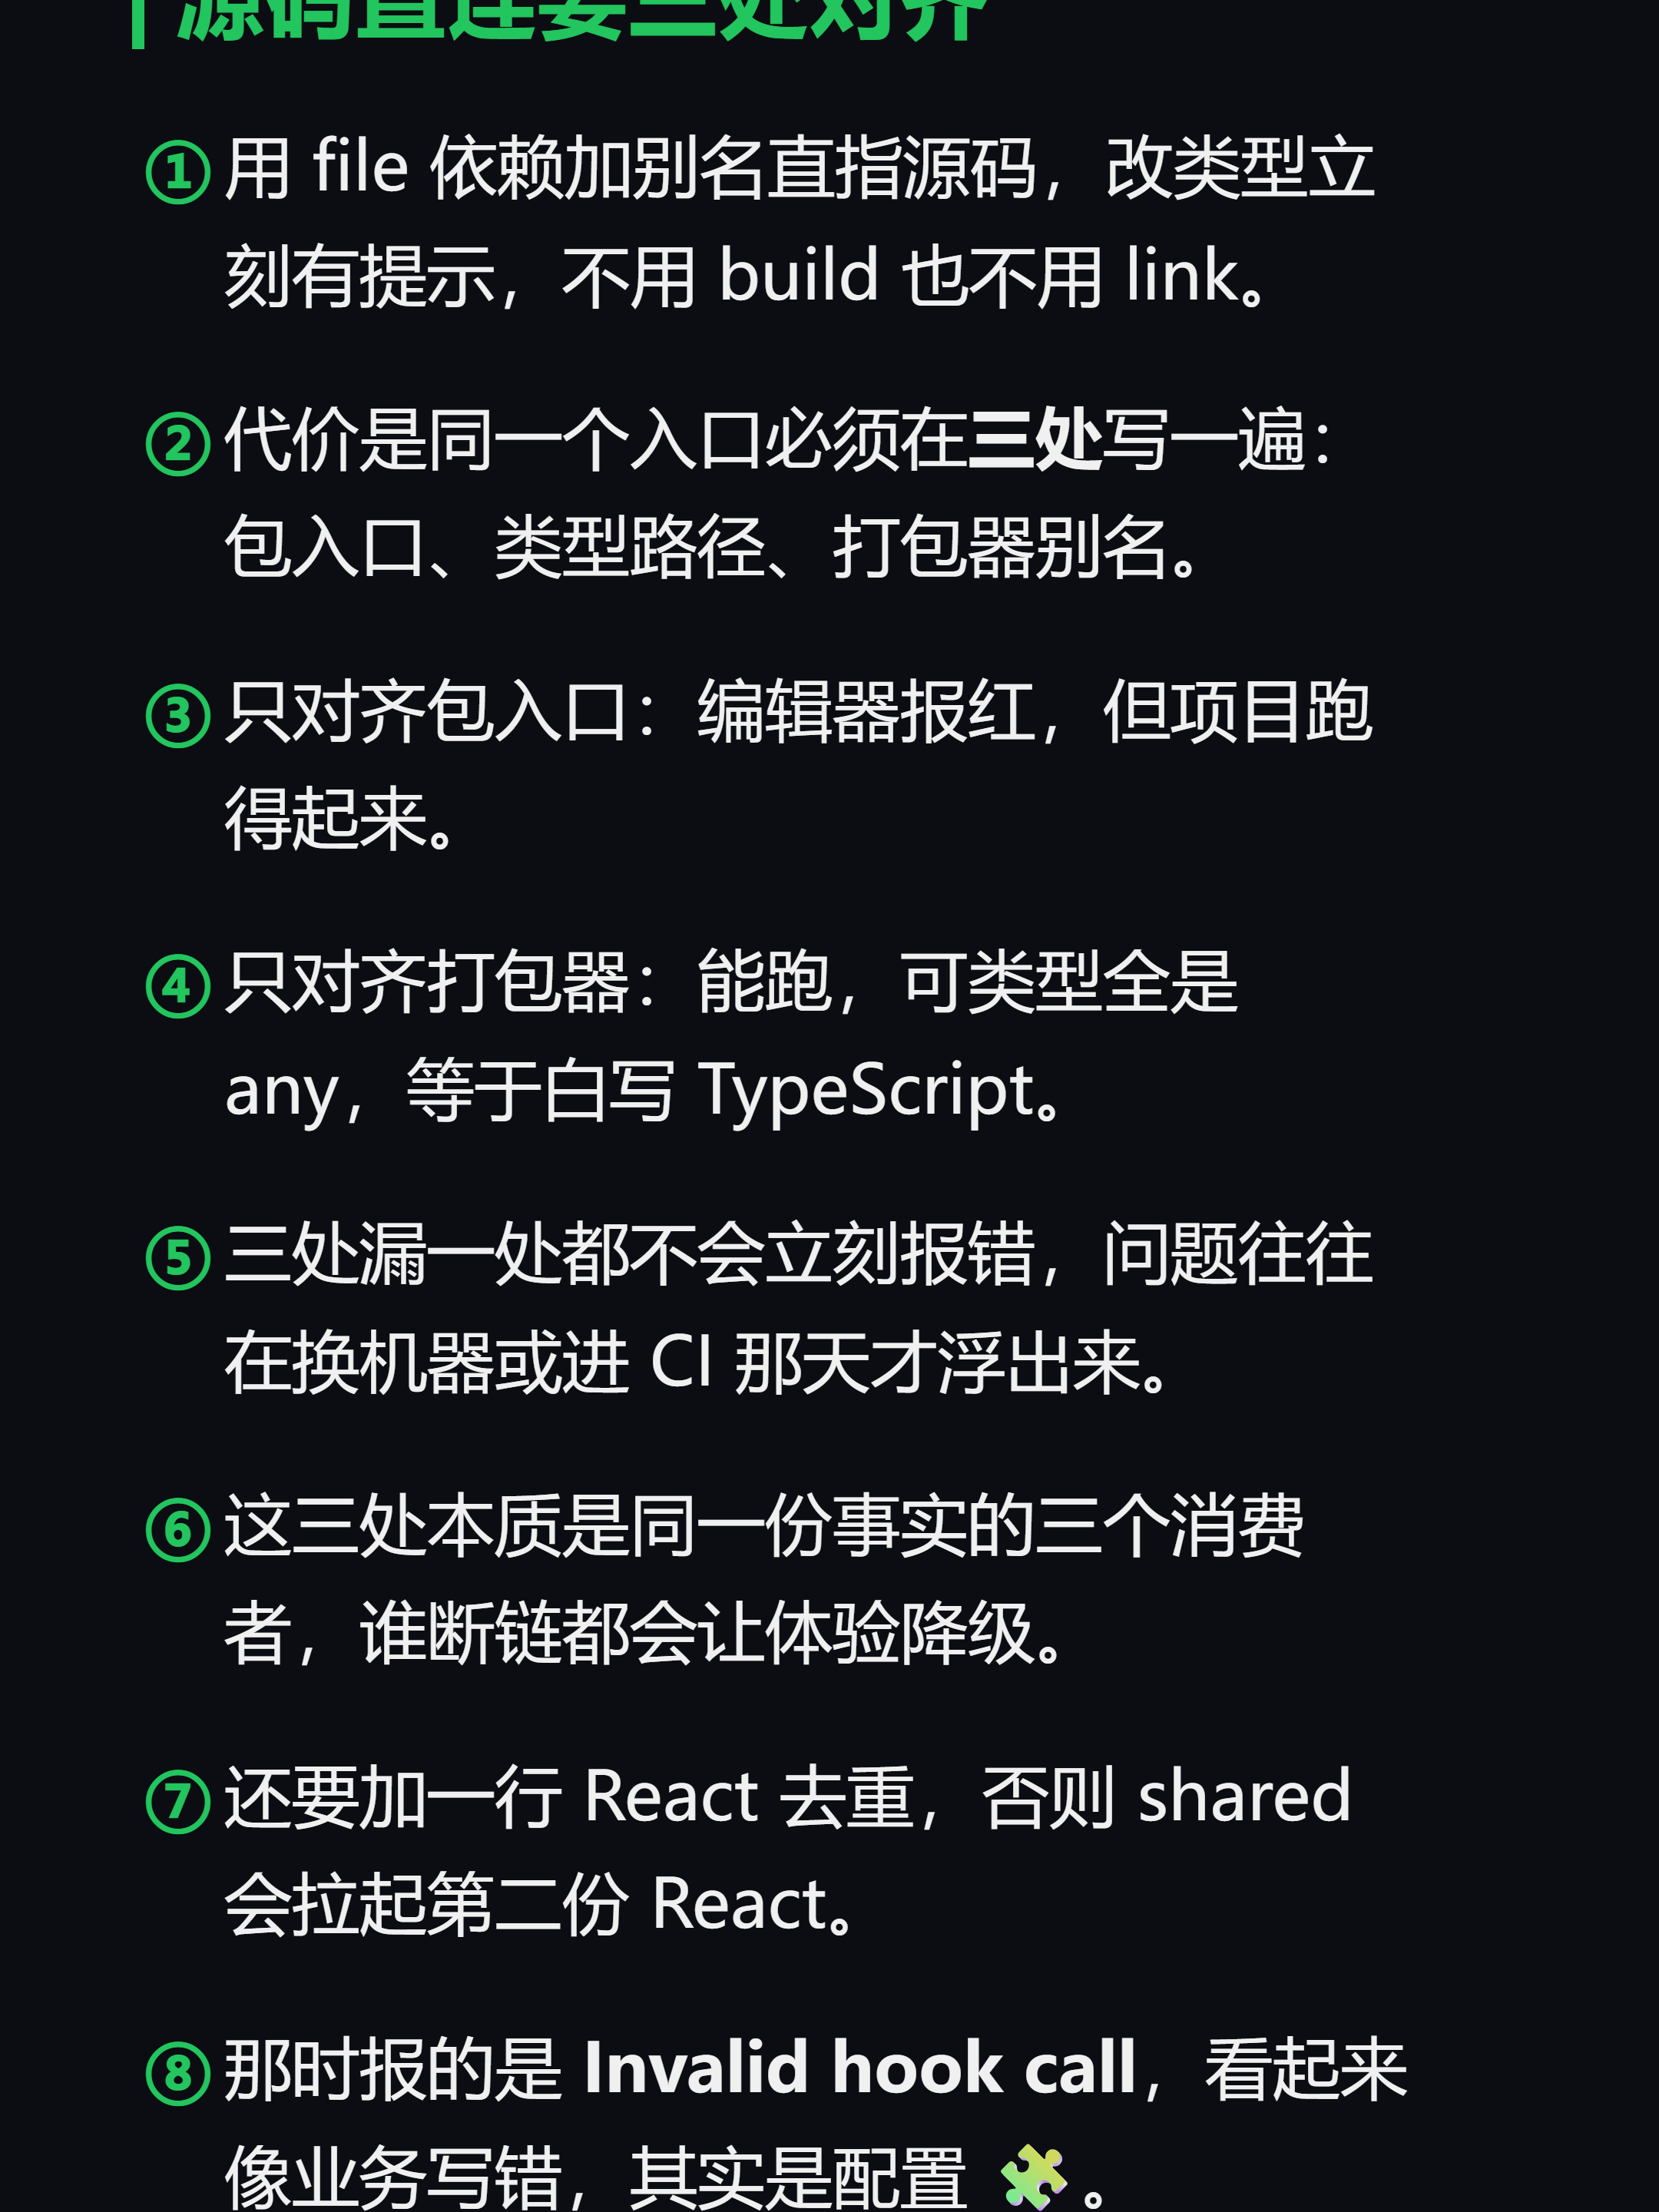 源码直连要三处对齐
① 用 file 依赖加别名直指源码，改类型立
刻有提示，不用 build 也不用 link。
② 代价是同一个入口必须在三处写一遍：
包入口、类型路径、打包器别名。
③ 只对齐包入口：编辑器报红，但项目跑
得起来。
④ 只对齐打包器：能跑，可类型全是
any，等于白写 TypeScript。
⑤ 三处漏一处都不会立刻报错，问题往往
在换机器或进 CI 那天才浮出来。
⑥ 这三处本质是同一份事实的三个消费
者，谁断链都会让体验降级。
⑦ 还要加一行 React 去重，否则 shared
会拉起第二份 React。
⑧ 那时报的是 Invalid hook call，看起来
像业务写错，其实是配置 🧩。